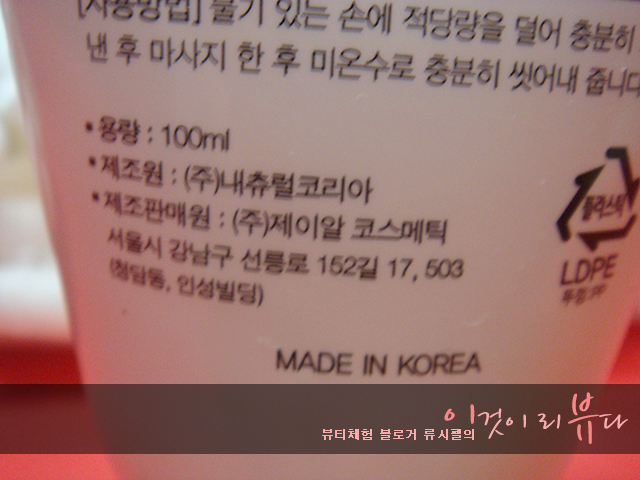 [사용방법] 물기 있는 손에 적당량을 덜어 충분히
낸 후 마사지 한 후 미온수로 충분히 씻어내 줍니다
• 용량 : 100ml
• 제조원 : (주)내츄럴코리아
• 제조판매원 : (주)제이알 코스메틱
서울시 강남구 선릉로 152길 17, 503
(청담동, 인성빌딩)
플라스틱
LDPE
뚜껑:PP
MADE IN KOREA
이것이 리뷰다
뷰티체험 블로거 류시펠의